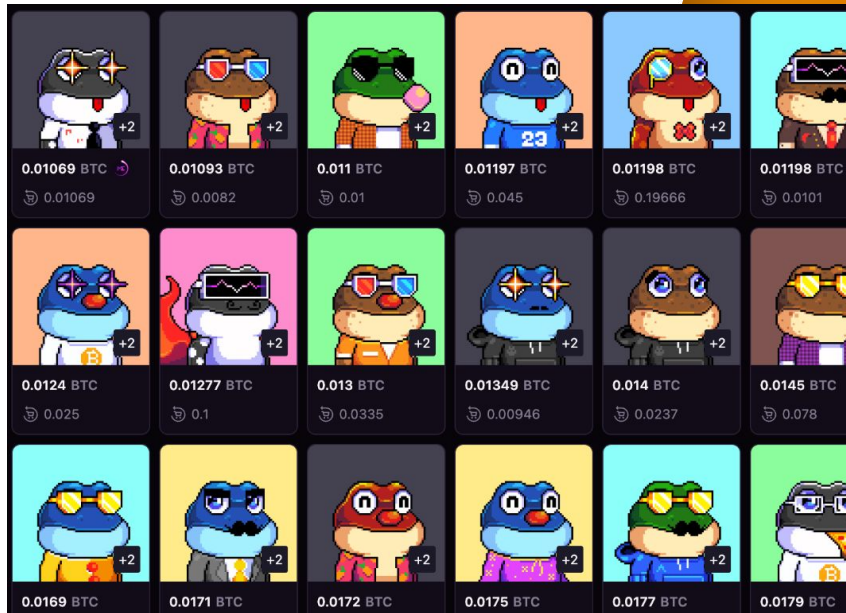 +2 +2 +2 +2 +2
0.01069 BTC 0.01093 BTC 0.011 BTC 0.01197 BTC 0.01198 BTC 0.01198 BTC
0.01069 0.0082 0.01 0.045 0.19666 0.0101
23
+2 +2 +2 +2 +2
0.0124 BTC 0.01277 BTC 0.013 BTC 0.01349 BTC 0.014 BTC 0.0145 BTC
0.025 0.1 0.0335 0.00946 0.0237 0.078
+2 +2 +2 +2 +2
0.0169 BTC 0.0171 BTC 0.0172 BTC 0.0175 BTC 0.0177 BTC 0.0179 BTC